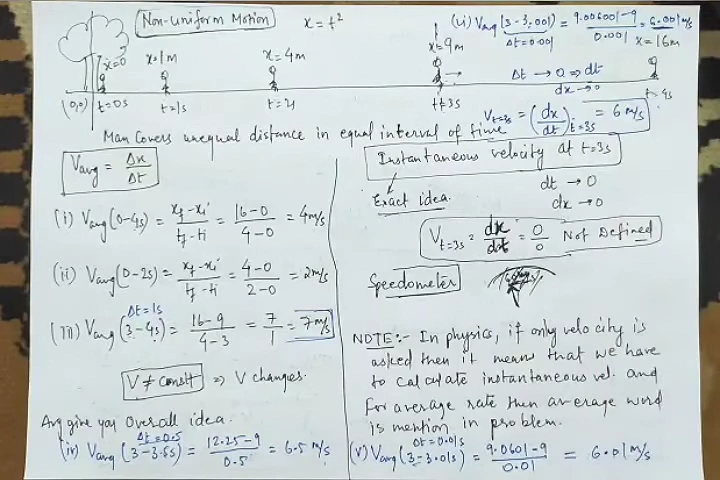 Non-uniform Motion x = t²
(vi) Vavg (3-3.001) = 9.006001-9 / 0.001 = 6.001 m/s
Δt = 0.001
x=0 x=1m x = 4m x = 9m x = 16m
Δt → 0 ⇒ dt
dx → 0
(0,0) t = 0s t = 1s t = 2s t = 3s t = 4s
Man covers unequal distance in equal interval of time
V t=3s = (dx/dt) t=3s = 6 m/s
Vavg = Δx / Δt
(i) Vavg (0-4s) = xf - xi / tf - ti = 16-0 / 4-0 = 4m/s
(ii) Vavg (0-2s) = xf - xi / tf - ti = 4-0 / 2-0 = 2m/s
Δt = 1s
(iii) Vavg (3-4s) = 16-9 / 4-3 = 7/1 = 7 m/s
V ≠ constt ⇒ V changes.
Avg give you Overall idea.
Δt = 0.5
(iv) Vavg (3-3.5s) = 12.25-9 / 0.5 = 6.5 m/s
Instantaneous velocity at t=3s
Exact idea.
dt → 0
dx → 0
V t=3s = dx/dt = 0/0 Not Defined
Speedometer
NOTE:- In physics, if only velocity is
asked then it means that we have
to calculate instantaneous vel. and
for average rate then average word
is mention in problem.
Δt = 0.01s
(v) Vavg (3-3.01s) = 9.0601-9 / 0.01 = 6.01 m/s